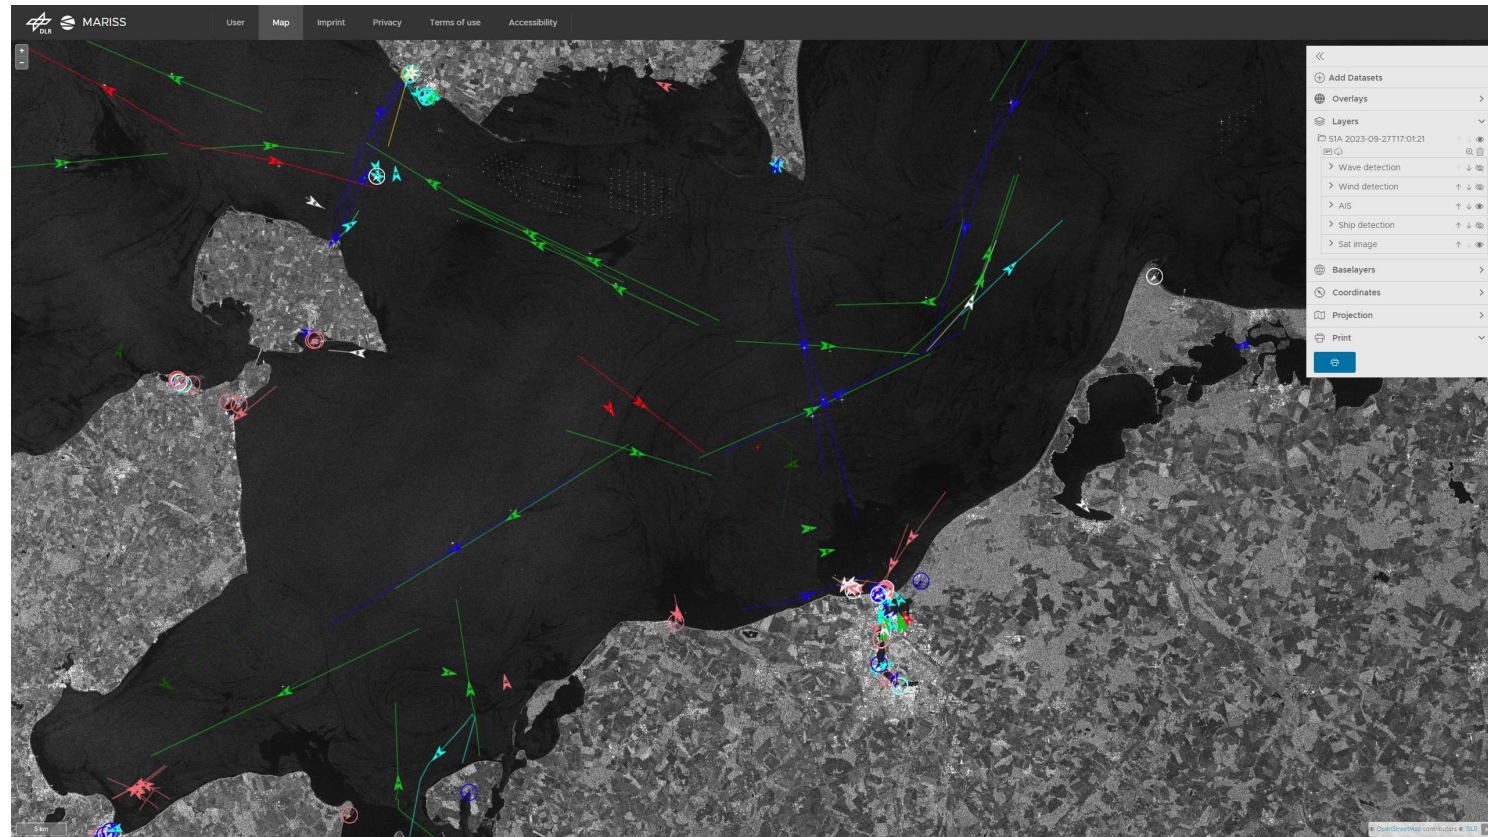 DLR
MARISS
User
Map
Imprint
Privacy
Terms of use
Accessibility
+
−
Add Datasets
Overlays
Layers
S1A 2023-09-27T17:01:21
Wave detection
Wind detection
AIS
Ship detection
Sat image
Baselayers
Coordinates
Projection
Print
5 km
© OpenStreetMap contributors ©, DLR